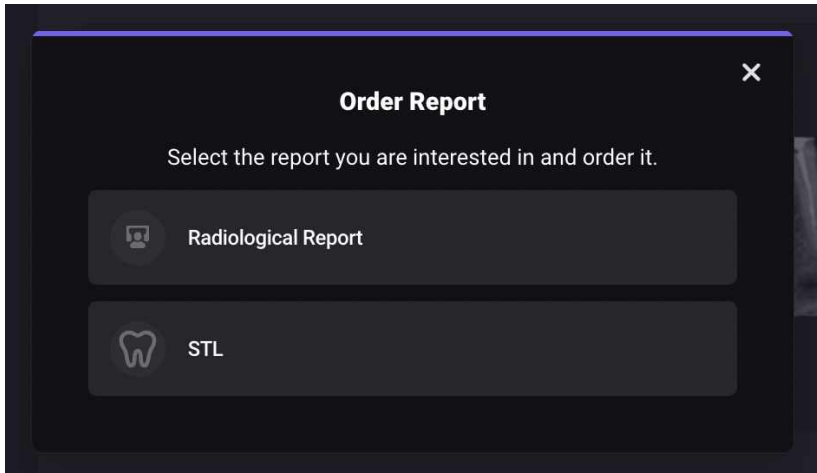 Order Report
Select the report you are interested in and order it.
Radiological Report
STL